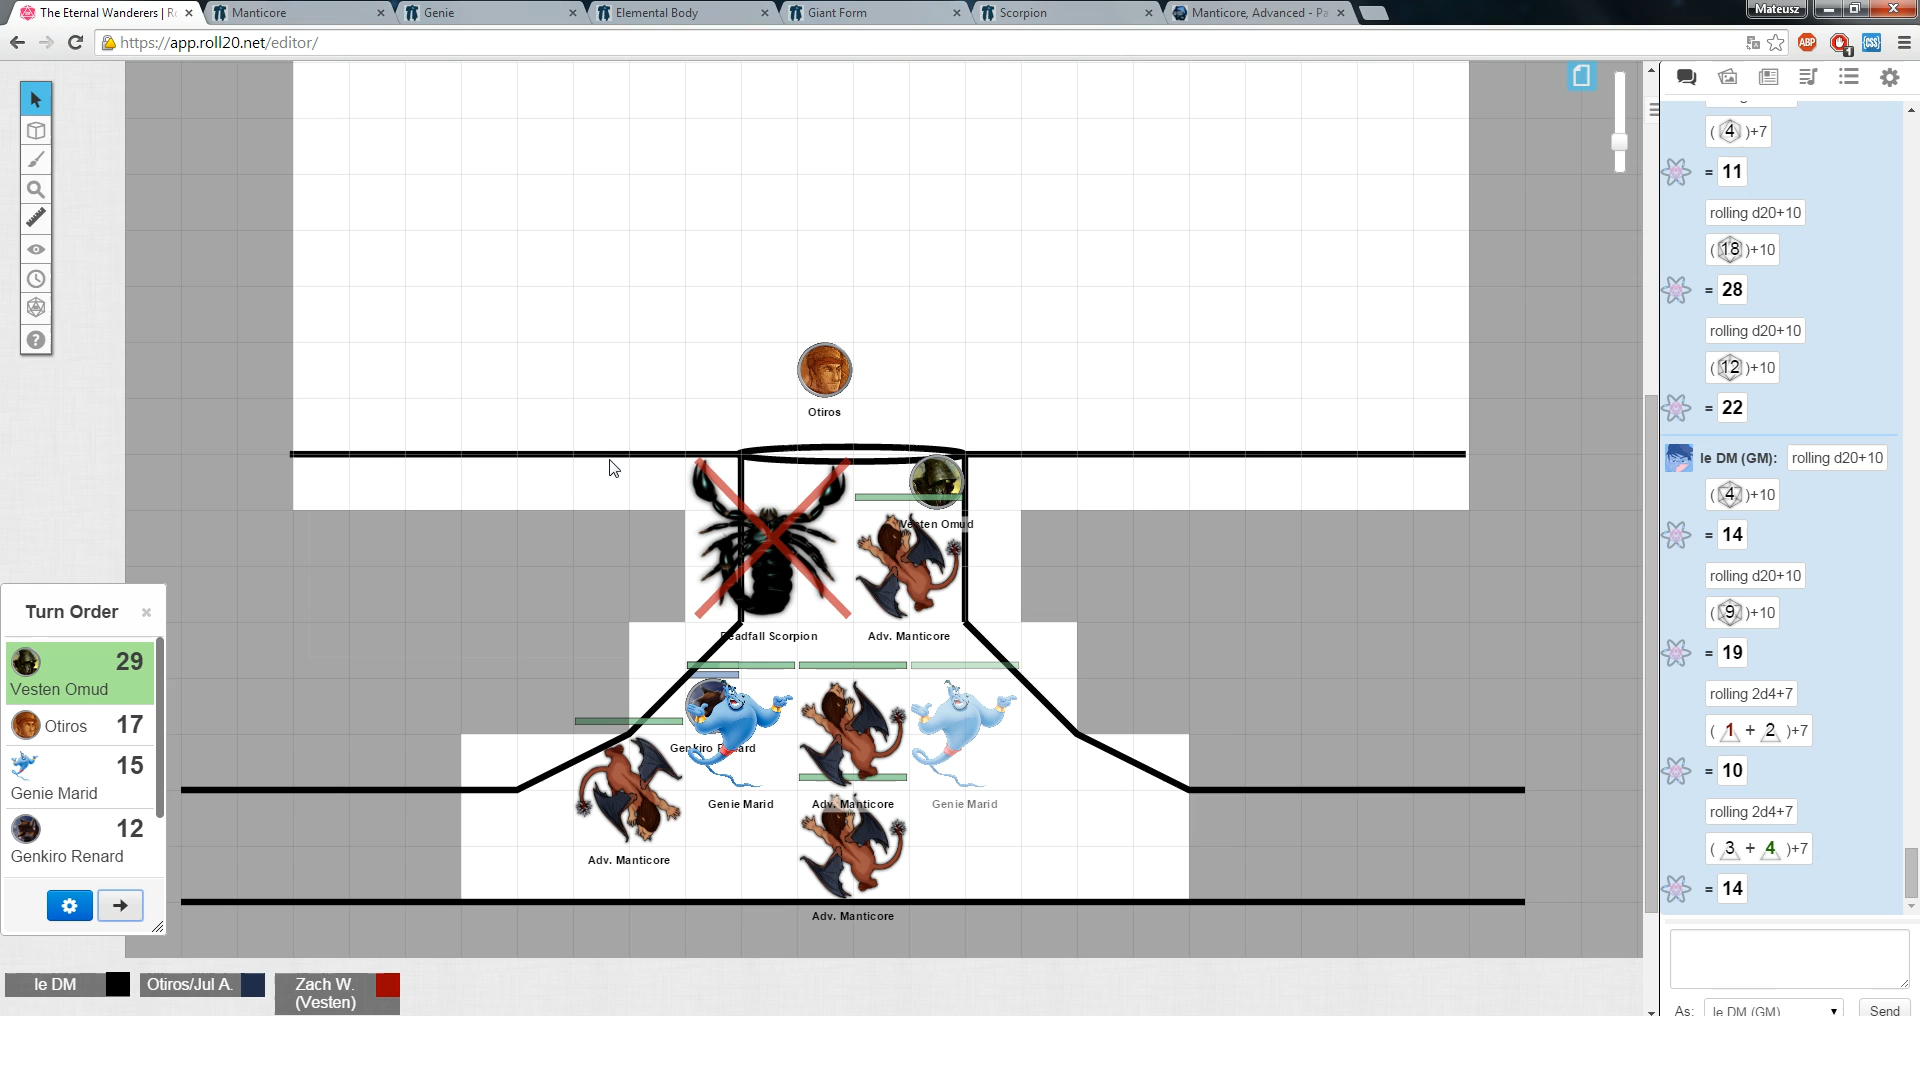 The Eternal Wanderers | R
Manticore
Genie
Elemental Body
Giant Form
Scorpion
Manticore, Advanced - Pa
Mateusz
https://app.roll20.net/editor/
ABP
1
{css}
( 4 )+7
= 11
rolling d20+10
( 18 )+10
= 28
rolling d20+10
( 12 )+10
= 22
le DM (GM): rolling d20+10
( 4 )+10
= 14
rolling d20+10
( 9 )+10
= 19
rolling 2d4+7
( 1 + 2 )+7
= 10
rolling 2d4+7
( 3 + 4 )+7
= 14
As: le DM (GM) Send
Otiros
Vesten Omud
Deadfall Scorpion
Adv. Manticore
Genkiro Renard
Genie Marid
Adv. Manticore
Genie Marid
Adv. Manticore
Adv. Manticore
Turn Order ×
29
Vesten Omud
Otiros 17
15
Genie Marid
12
Genkiro Renard
le DM
Otiros/Jul A.
Zach W.
(Vesten)